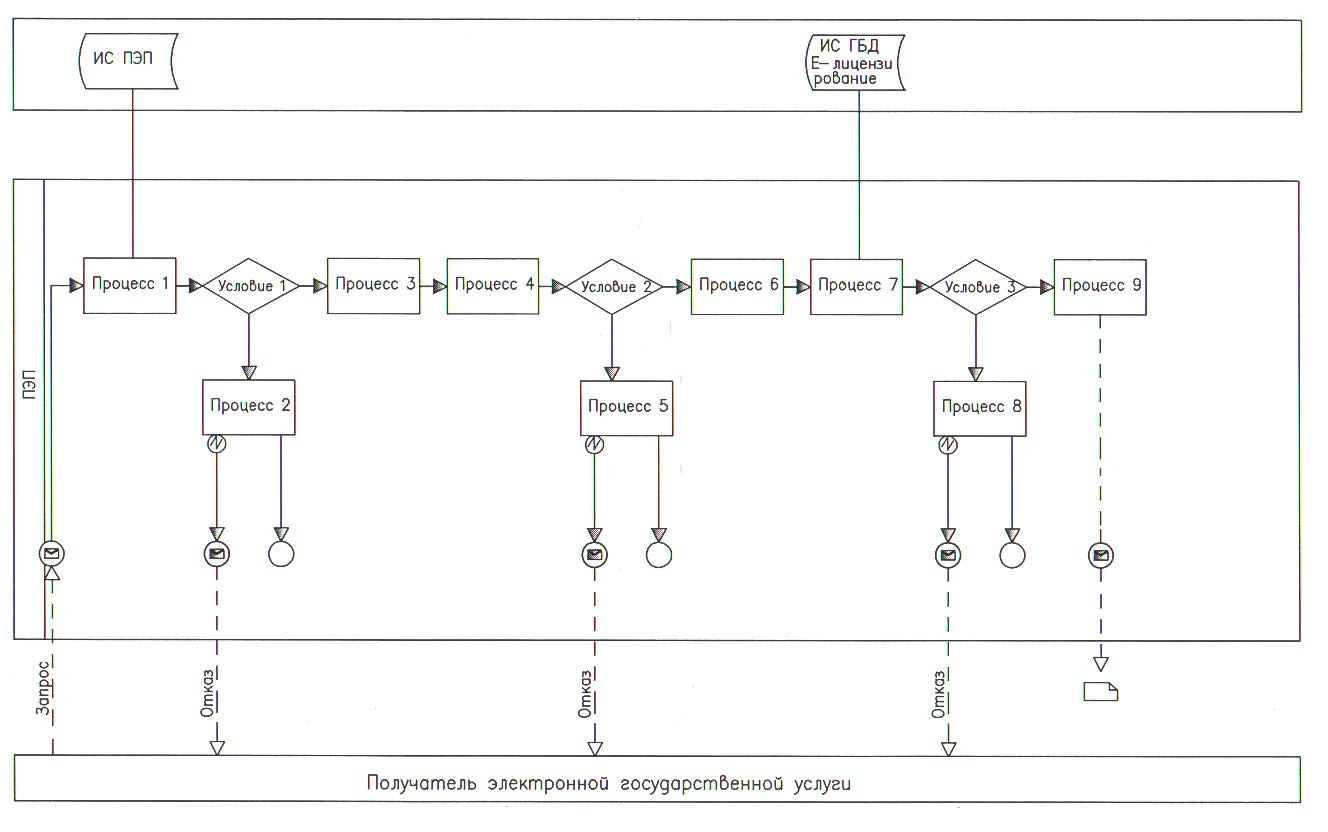 ИС ПЭП
ИС ГБД
Е-лицензи
рование
ПЭП
Процесс 1
Условие 1
Процесс 3
Процесс 4
Условие 2
Процесс 6
Процесс 7
Условие 3
Процесс 9
Процесс 2
Процесс 5
Процесс 8
Запрос
Отказ
Отказ
Отказ
Получатель электронной государственной услуги